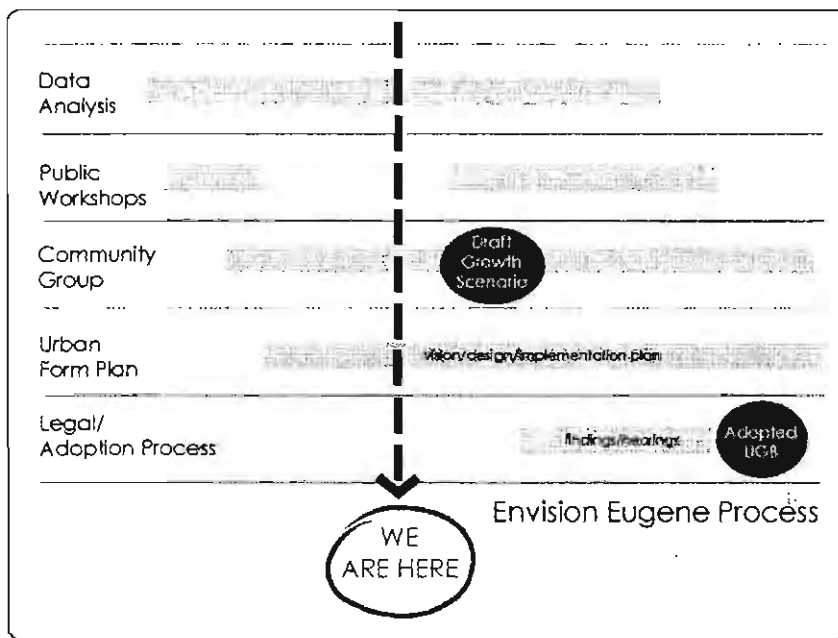 Data
Analysis
Public
Workshops
Community
Group
Draft
Growth
Scenario
Urban
Form Plan
vision/design/implementation plan
Legal/
Adoption Process
findings/hearings
Adopted
UGB
Envision Eugene Process
WE
ARE HERE